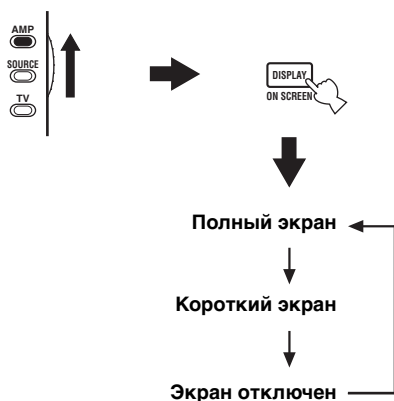 AMP
SOURCE
TV
DISPLAY
ON SCREEN
Полный экран
Короткий экран
Экран отключен